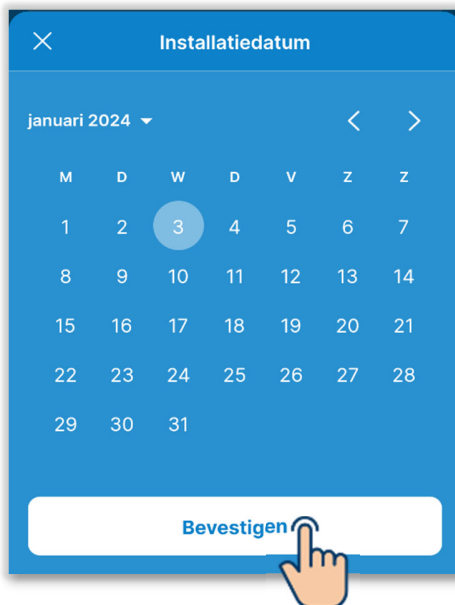 Installatiedatum
januari 2024
M D W D V Z Z
1 2 3 4 5 6 7
8 9 10 11 12 13 14
15 16 17 18 19 20 21
22 23 24 25 26 27 28
29 30 31
Bevestigen